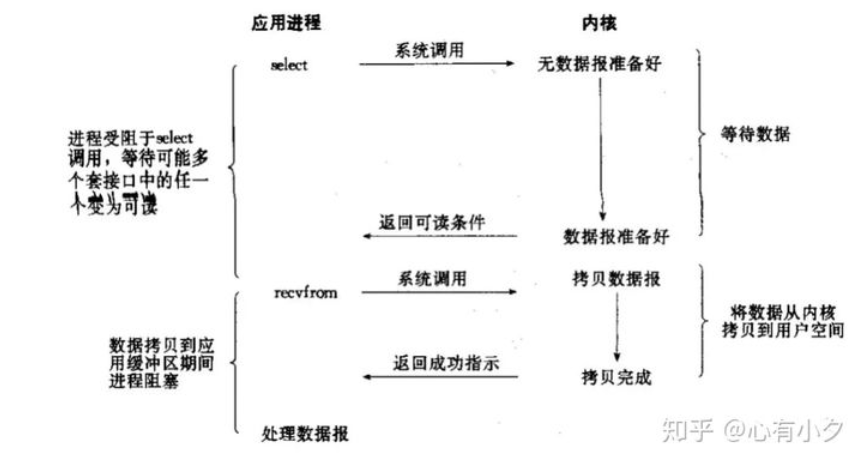 应用进程
内核
select
系统调用
无数据报准备好
进程受阻于select
调用，等待可能多
个套接口中的任一
个变为可读
等待数据
返回可读条件
数据报准备好
recvfrom
系统调用
拷贝数据报
数据拷贝到应
用缓冲区期间
进程阻塞
将数据从内核
拷贝到用户空间
返回成功指示
拷贝完成
处理数据报
知乎 @心有小夕